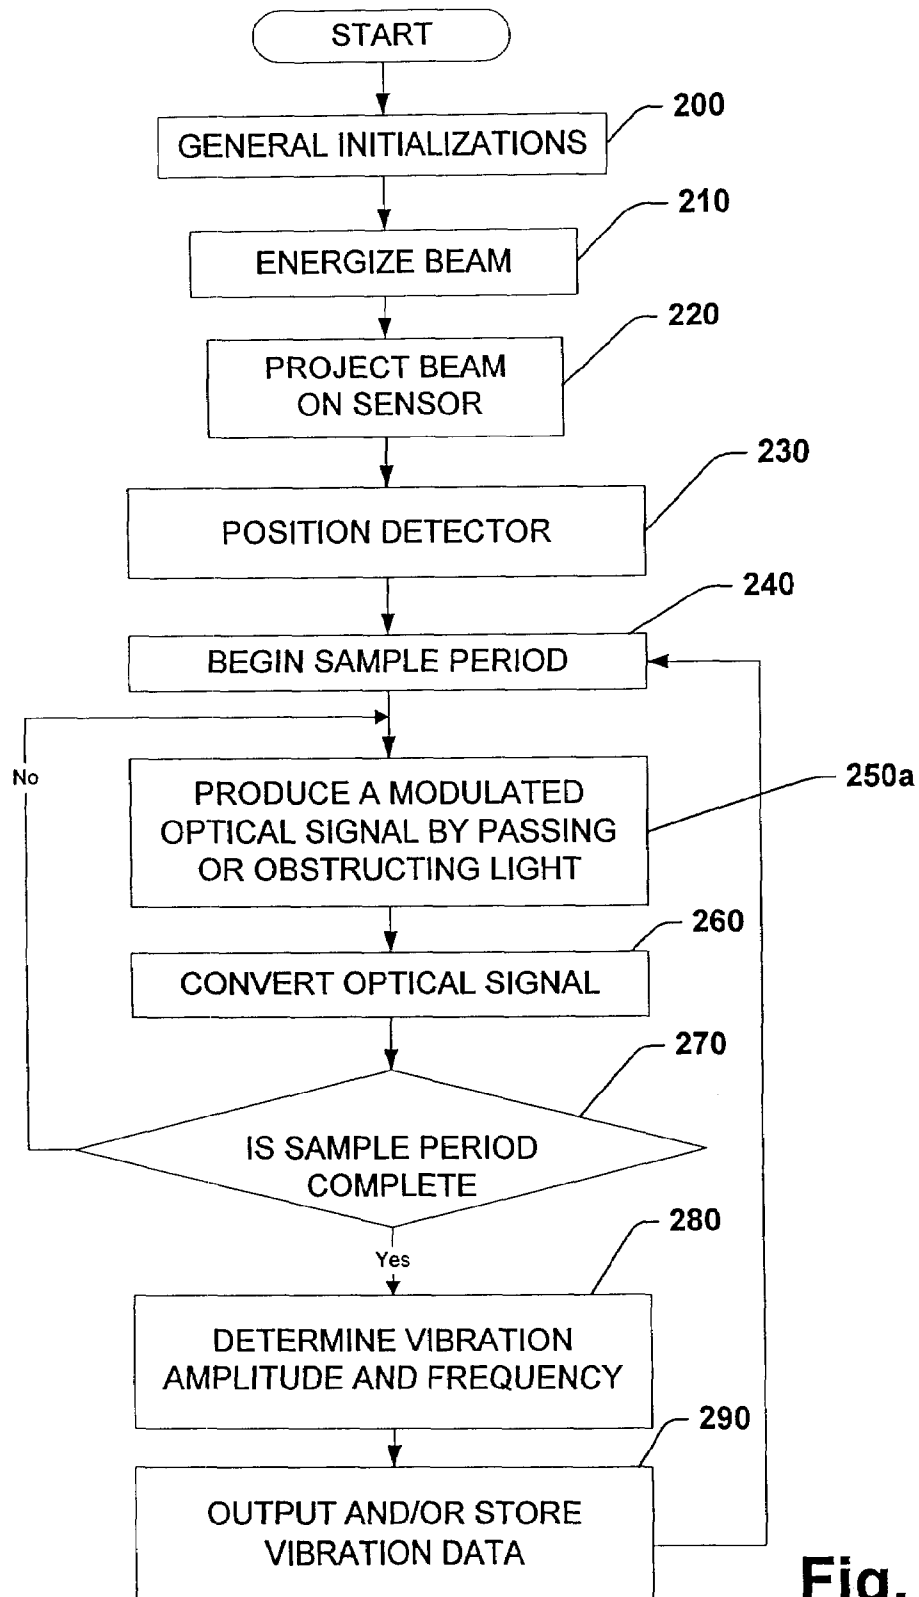 START
200
GENERAL INITIALIZATIONS
210
ENERGIZE BEAM
220
PROJECT BEAM
ON SENSOR
230
POSITION DETECTOR
240
BEGIN SAMPLE PERIOD
No
250a
PRODUCE A MODULATED
OPTICAL SIGNAL BY PASSING
OR OBSTRUCTING LIGHT
260
CONVERT OPTICAL SIGNAL
270
IS SAMPLE PERIOD
COMPLETE
280
Yes
DETERMINE VIBRATION
AMPLITUDE AND FREQUENCY
290
OUTPUT AND/OR STORE
VIBRATION DATA
Fig.